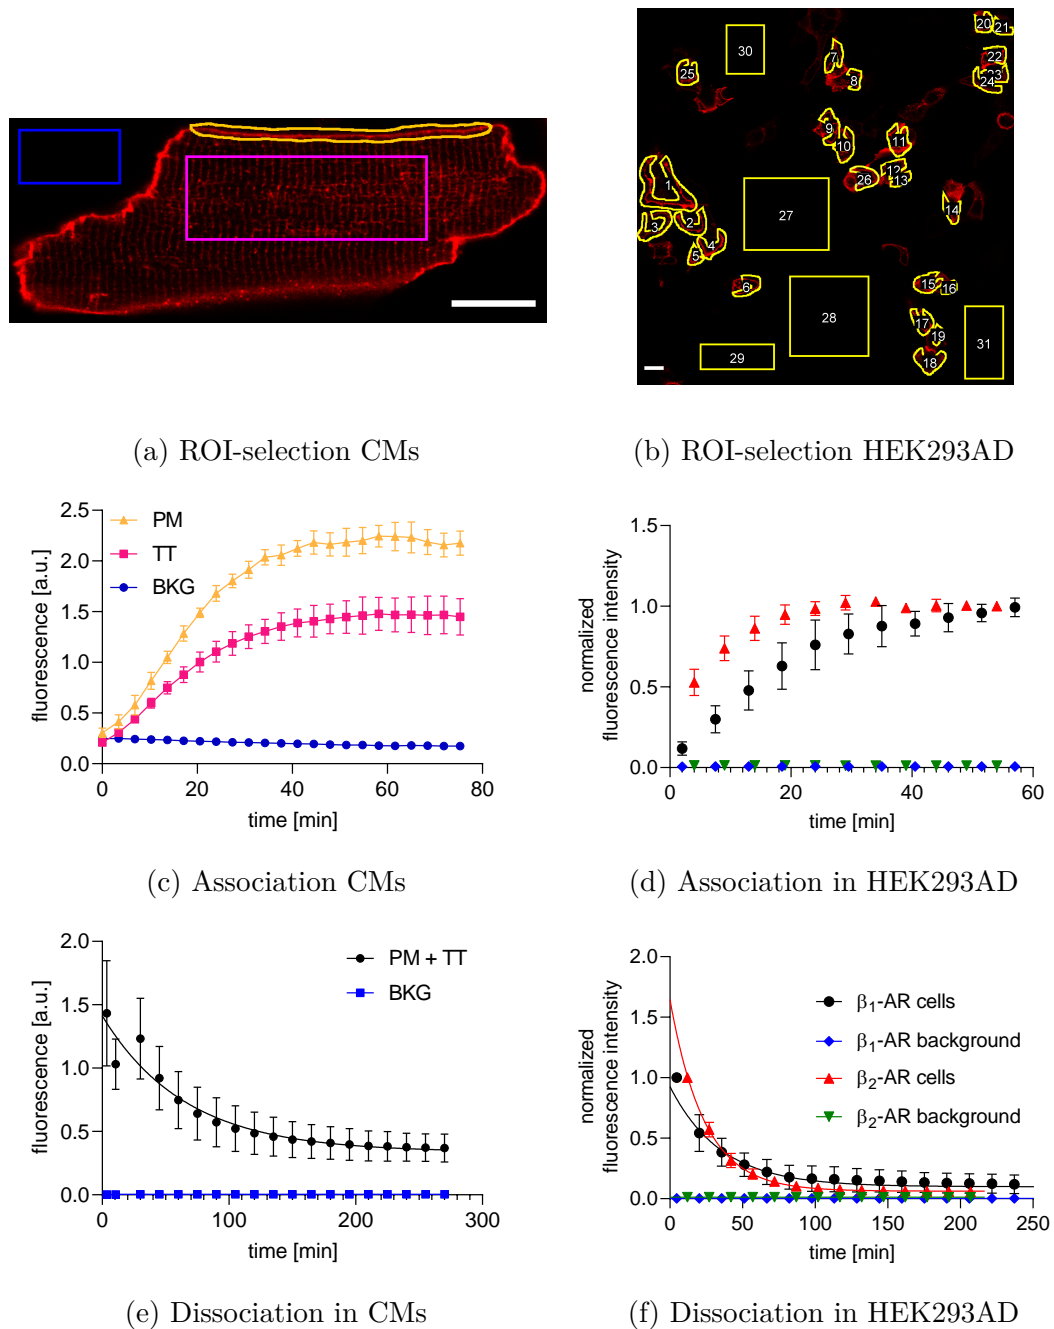 30
20
21
7
22
25
8
23
24
9
10
11
12
26
13
1
27
14
3
2
4
5
6
15
16
28
17
19
18
31
29
(a) ROI-selection CMs
(b) ROI-selection HEK293AD
2.5
2.0
1.5
1.0
0.5
0.0
fluorescence [a.u.]
PM
TT
BKG
0
20
40
60
80
time [min]
1.5
1.0
0.5
0.0
normalized
fluorescence intensity
0
20
40
60
time [min]
(c) Association CMs
(d) Association in HEK293AD
2.0
1.5
1.0
0.5
0.0
fluorescence [a.u.]
PM + TT
BKG
0
100
200
300
time [min]
2.0
1.5
1.0
0.5
0.0
normalized
fluorescence intensity
β₁-AR cells
β₁-AR background
β₂-AR cells
β₂-AR background
0
50
100
150
200
250
time [min]
(e) Dissociation in CMs
(f) Dissociation in HEK293AD